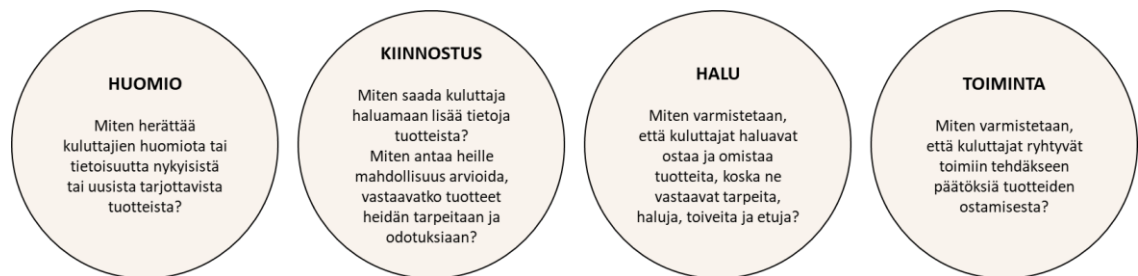 HUOMIO
Miten herättää
kuluttajien huomiota tai
tietoisuutta nykyisistä
tai uusista tarjottavista
tuotteista?
KIINNOSTUS
Miten saada kuluttaja
haluamaan lisää tietoja
tuotteista?
Miten antaa heille
mahdollisuus arvioida,
vastaavatko tuotteet
heidän tarpeitaan ja
odotuksiaan?
HALU
Miten varmistetaan,
että kuluttajat haluavat
ostaa ja omistaa
tuotteita, koska ne
vastaavat tarpeita,
haluja, toiveita ja etuja?
TOIMINTA
Miten varmistetaan,
että kuluttajat ryhtyvät
toimiin tehdäkseen
päätöksiä tuotteiden
ostamisesta?